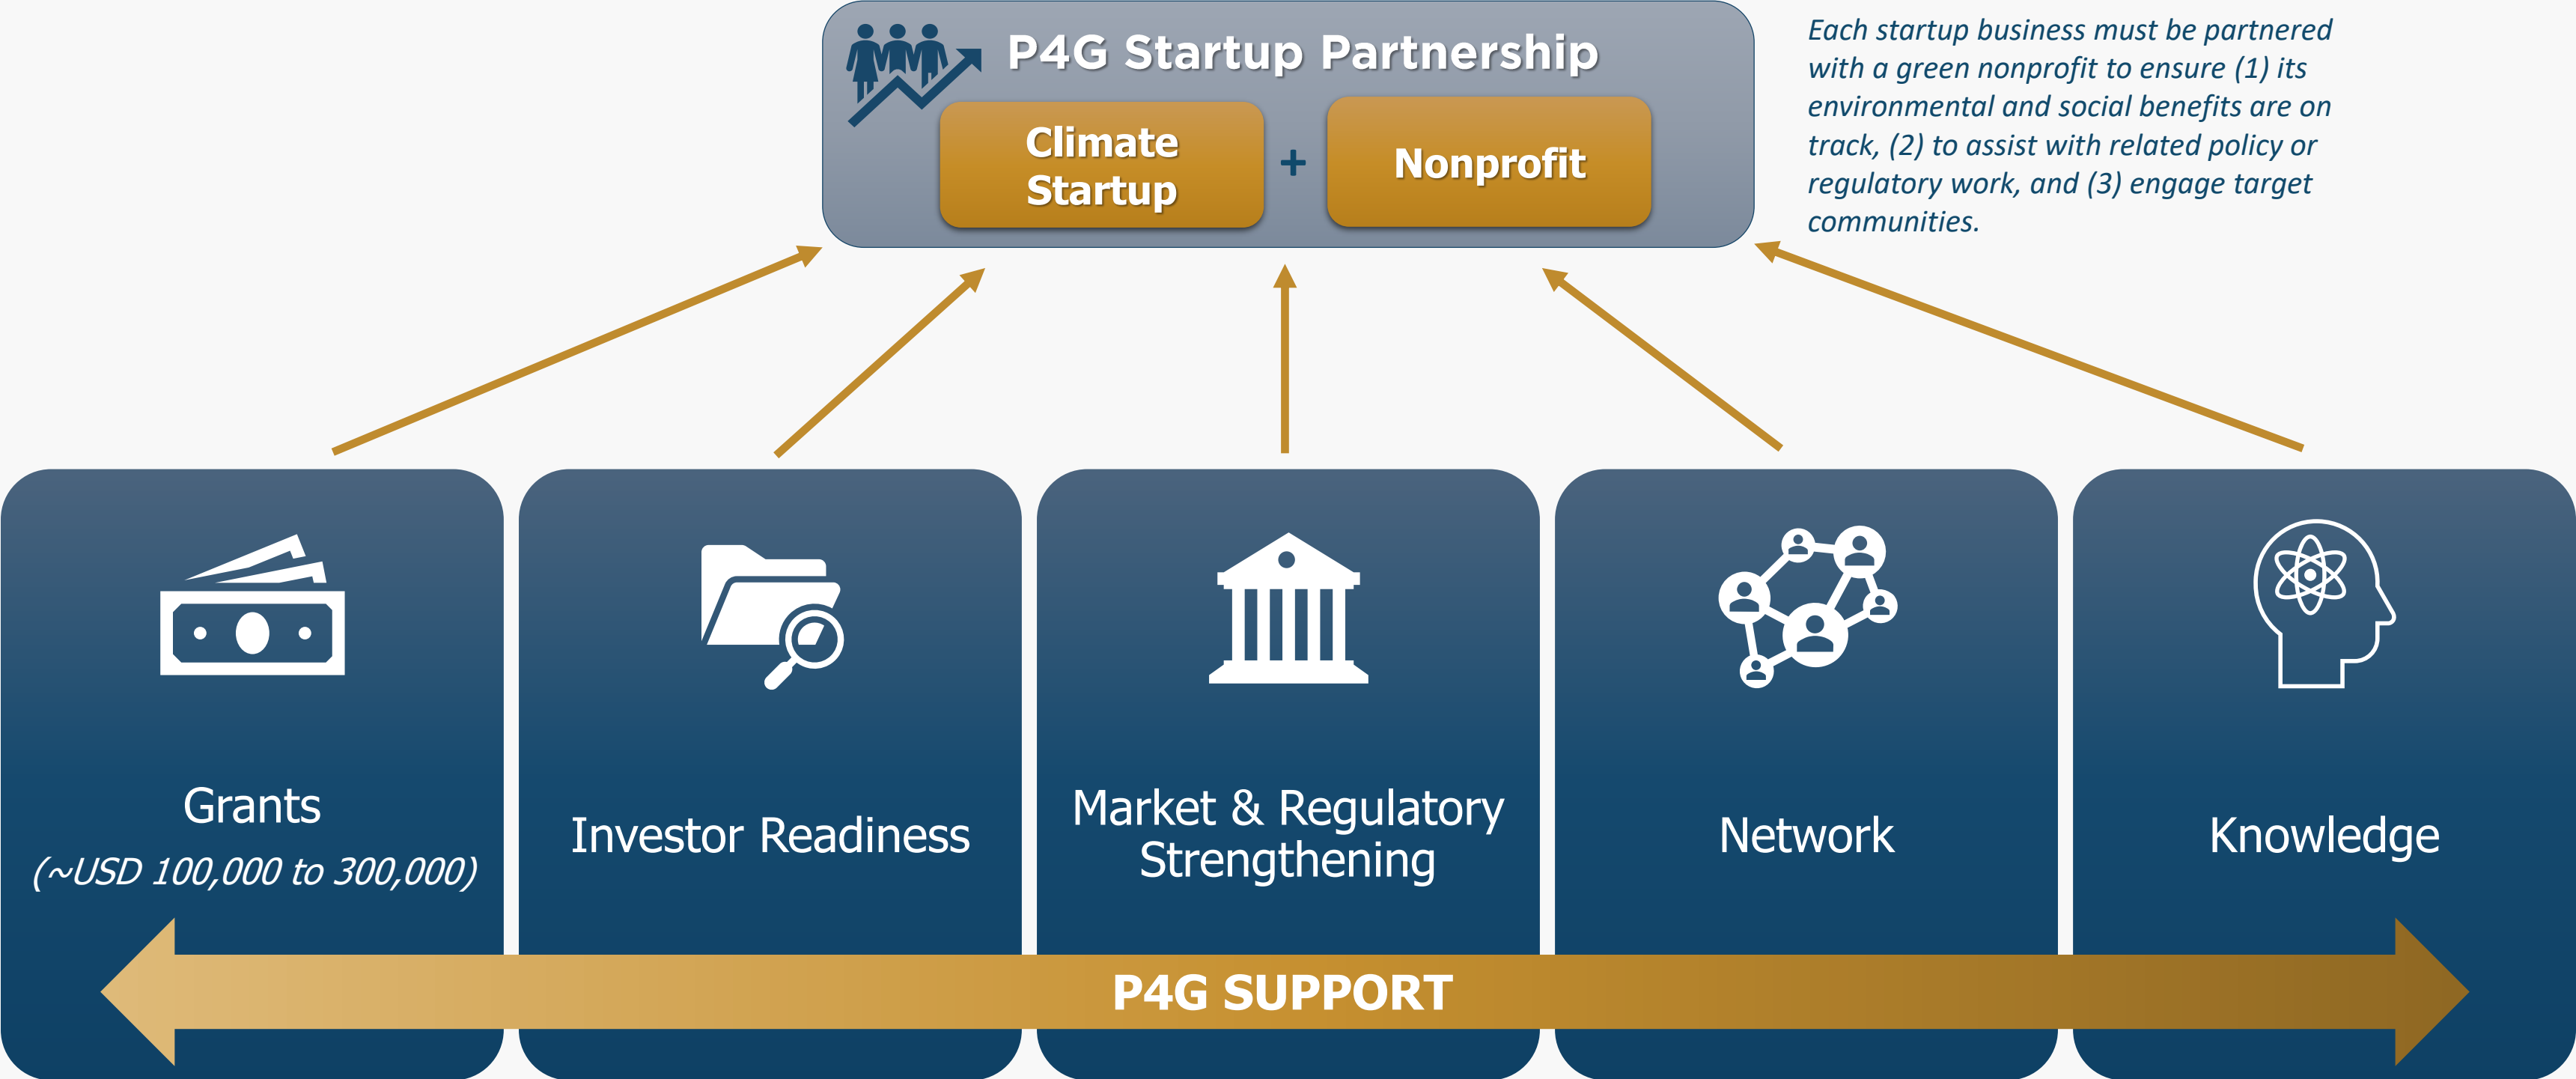 P4G Startup Partnership
Climate
Startup
+
Nonprofit
Each startup business must be partnered
with a green nonprofit to ensure (1) its
environmental and social benefits are on
track, (2) to assist with related policy or
regulatory work, and (3) engage target
communities.
Grants
(~USD 100,000 to 300,000)
Investor Readiness
Market & Regulatory
Strengthening
Network
Knowledge
P4G SUPPORT